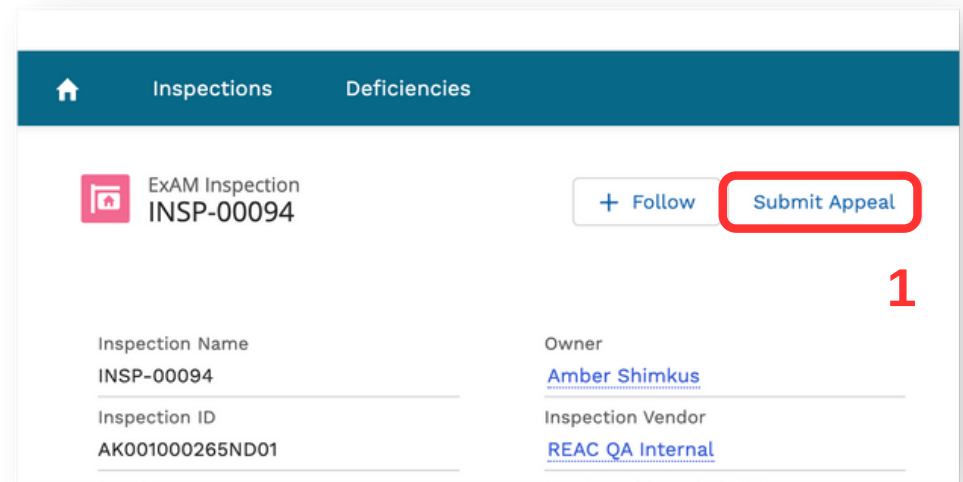 Inspections Deficiencies
ExAM Inspection
INSP-00094
+ Follow Submit Appeal
1
Inspection Name
INSP-00094
Inspection ID
AK001000265ND01
Owner
Amber Shimkus
Inspection Vendor
REAC QA Internal